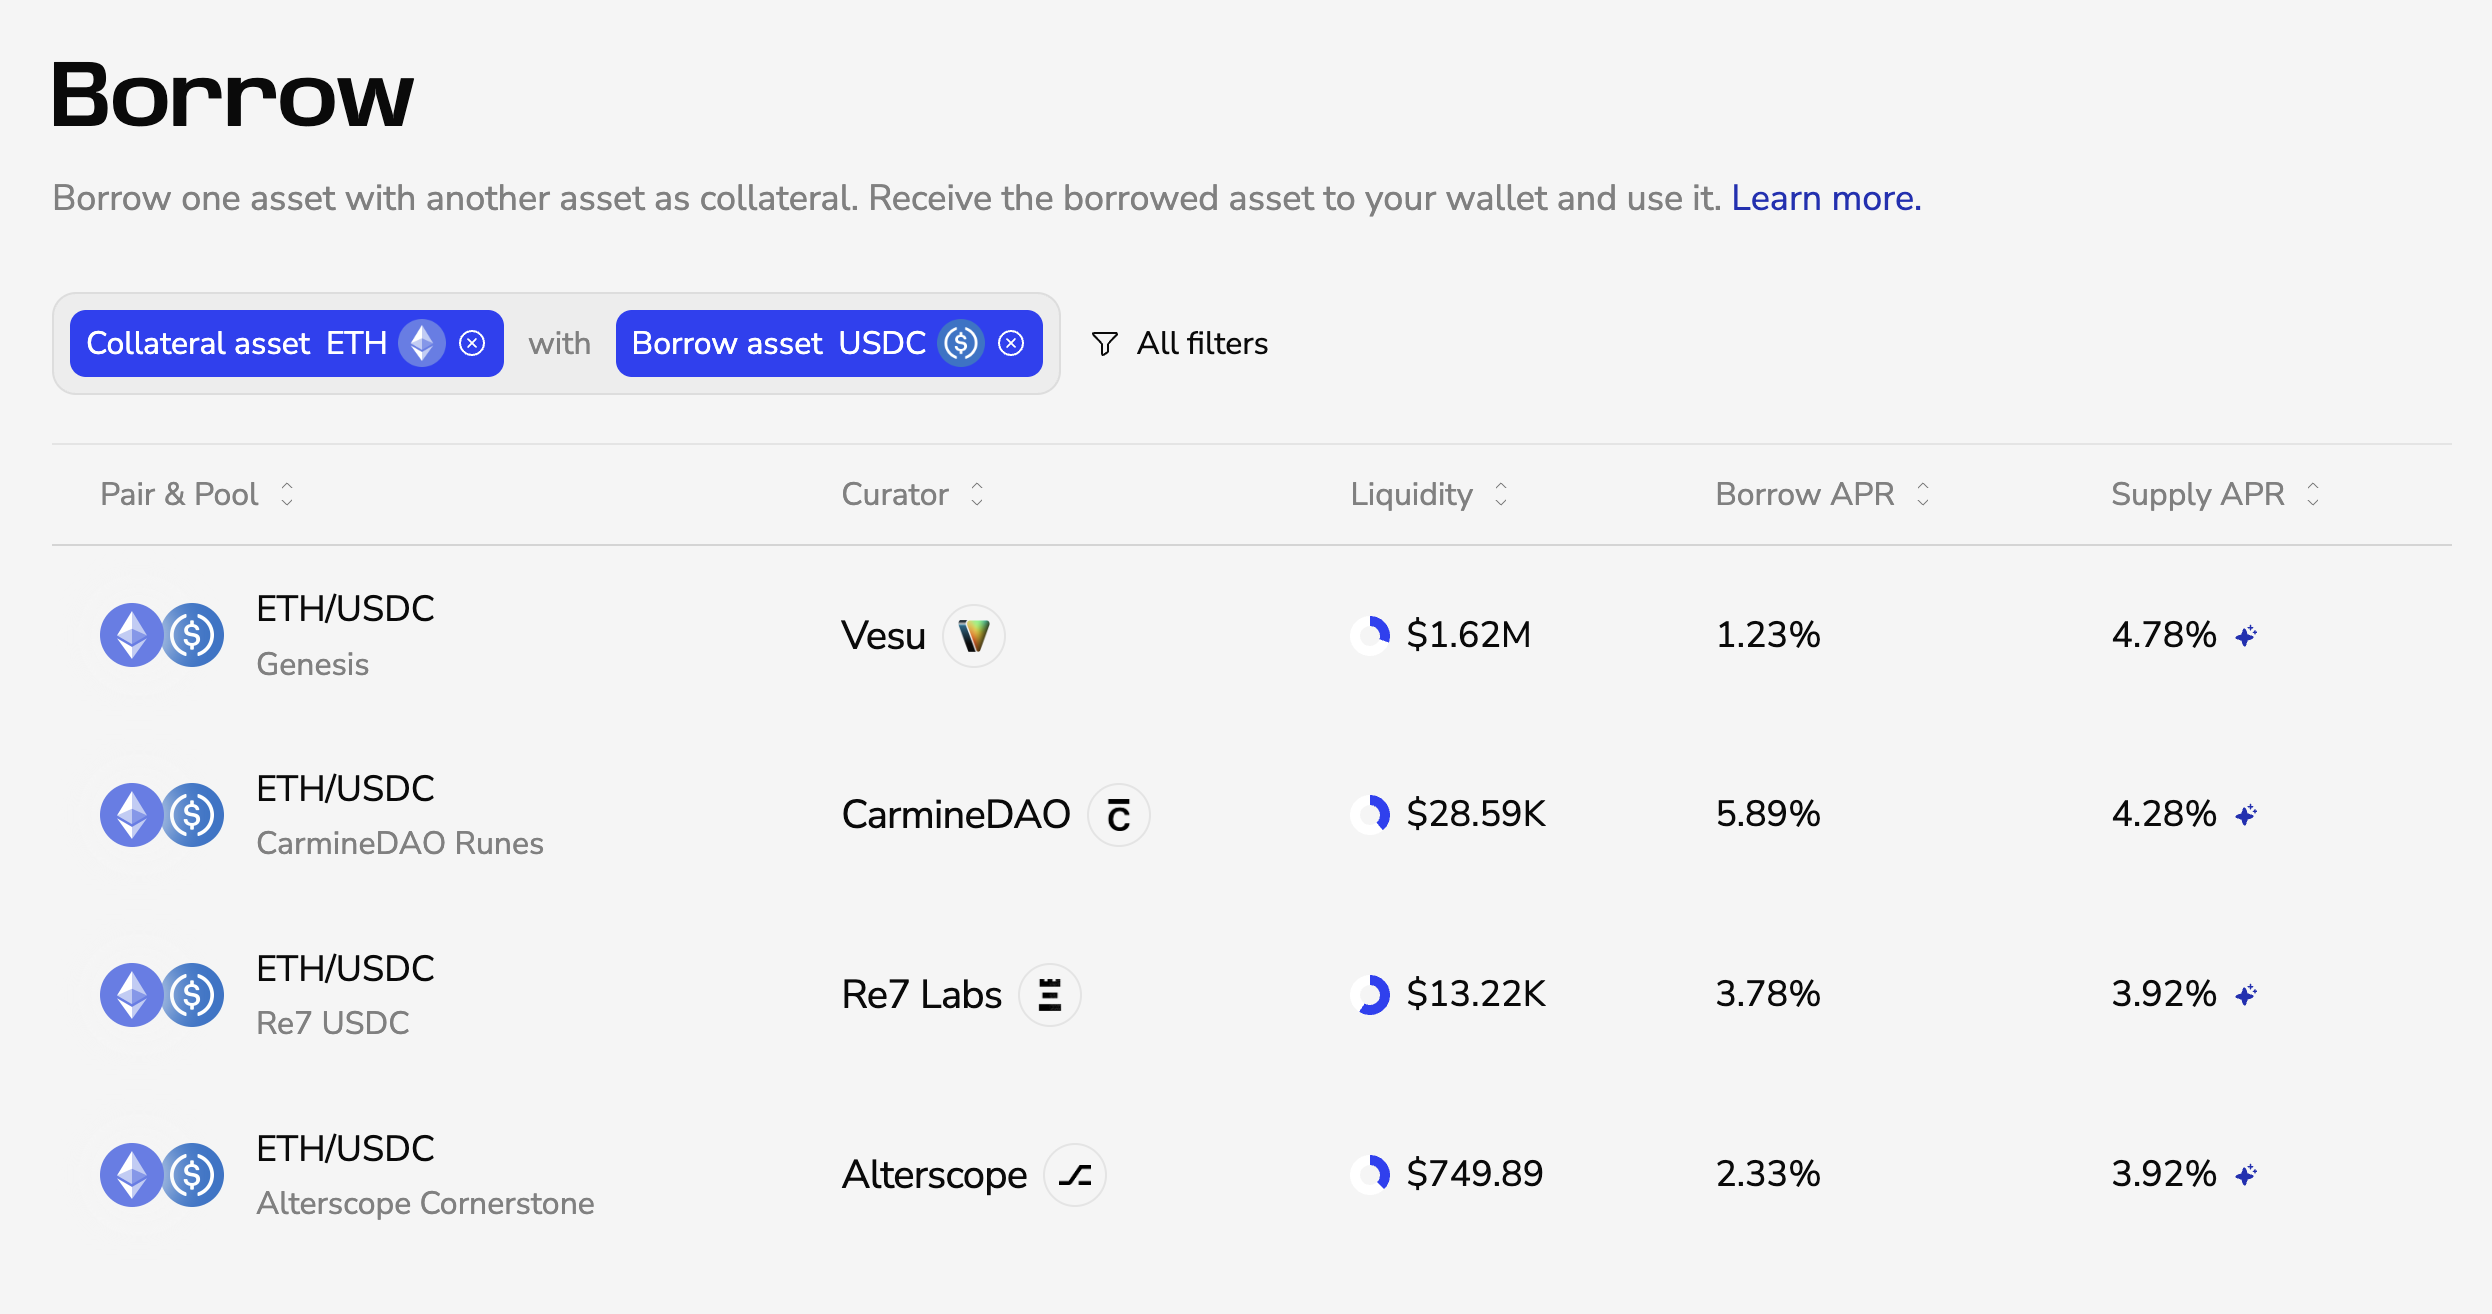 Borrow
Borrow one asset with another asset as collateral. Receive the borrowed asset to your wallet and use it. Learn more.
Collateral asset ETH with Borrow asset USDC All filters
Pair & Pool Curator Liquidity Borrow APR Supply APR
ETH/USDC
Genesis
Vesu $1.62M 1.23% 4.78%
ETH/USDC
CarmineDAO Runes
CarmineDAO $28.59K 5.89% 4.28%
ETH/USDC
Re7 USDC
Re7 Labs $13.22K 3.78% 3.92%
ETH/USDC
Alterscope Cornerstone
Alterscope $749.89 2.33% 3.92%